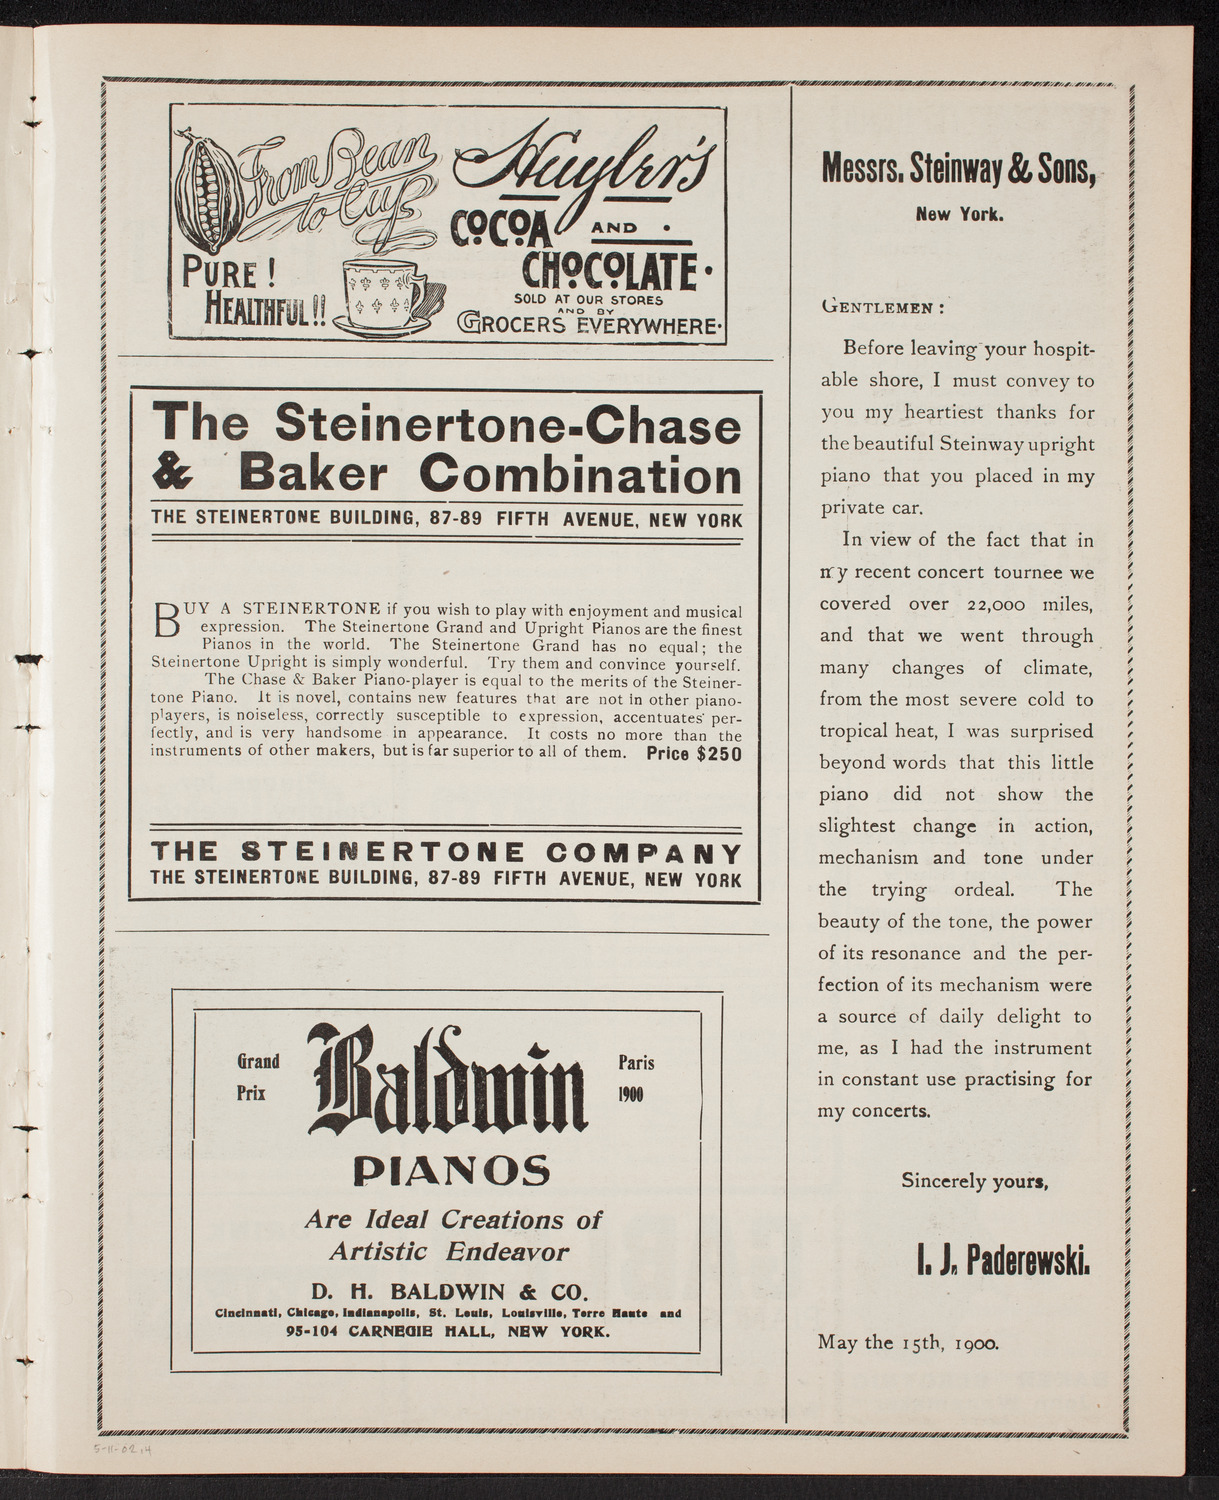 From Bean
to Cup
PURE!
HEALTHFUL!!
Huyler's
COCOA AND
CHOCOLATE.
SOLD AT OUR STORES
AND BY
GROCERS EVERYWHERE.
The Steinertone-Chase
& Baker Combination
THE STEINERTONE BUILDING, 87-89 FIFTH AVENUE, NEW YORK
BUY A STEINERTONE if you wish to play with enjoyment and musical
expression. The Steinertone Grand and Upright Pianos are the finest
Pianos in the world. The Steinertone Grand has no equal; the
Steinertone Upright is simply wonderful. Try them and convince yourself.
The Chase & Baker Piano-player is equal to the merits of the Steiner-
tone Piano. It is novel, contains new features that are not in other piano-
players, is noiseless, correctly susceptible to expression, accentuates per-
fectly, and is very handsome in appearance. It costs no more than the
instruments of other makers, but is far superior to all of them. Price $250
THE STEINERTONE COMPANY
THE STEINERTONE BUILDING, 87-89 FIFTH AVENUE, NEW YORK
Grand Prix
Baldwin
Paris 1900
PIANOS
Are Ideal Creations of
Artistic Endeavor
D. H. BALDWIN & CO.
Cincinnati, Chicago, Indianapolis, St. Louis, Louisville, Terre Haute and
95-104 CARNEGIE HALL, NEW YORK.
Messrs. Steinway & Sons,
New York.
GENTLEMEN:
Before leaving your hospit-
able shore, I must convey to
you my heartiest thanks for
the beautiful Steinway upright
piano that you placed in my
private car.
In view of the fact that in
my recent concert tournee we
covered over 22,000 miles,
and that we went through
many changes of climate,
from the most severe cold to
tropical heat, I was surprised
beyond words that this little
piano did not show the
slightest change in action,
mechanism and tone under
the trying ordeal. The
beauty of the tone, the power
of its resonance and the per-
fection of its mechanism were
a source of daily delight to
me, as I had the instrument
in constant use practising for
my concerts.
Sincerely yours,
I. J. Paderewski.
May the 15th, 1900.
5-11-02.4